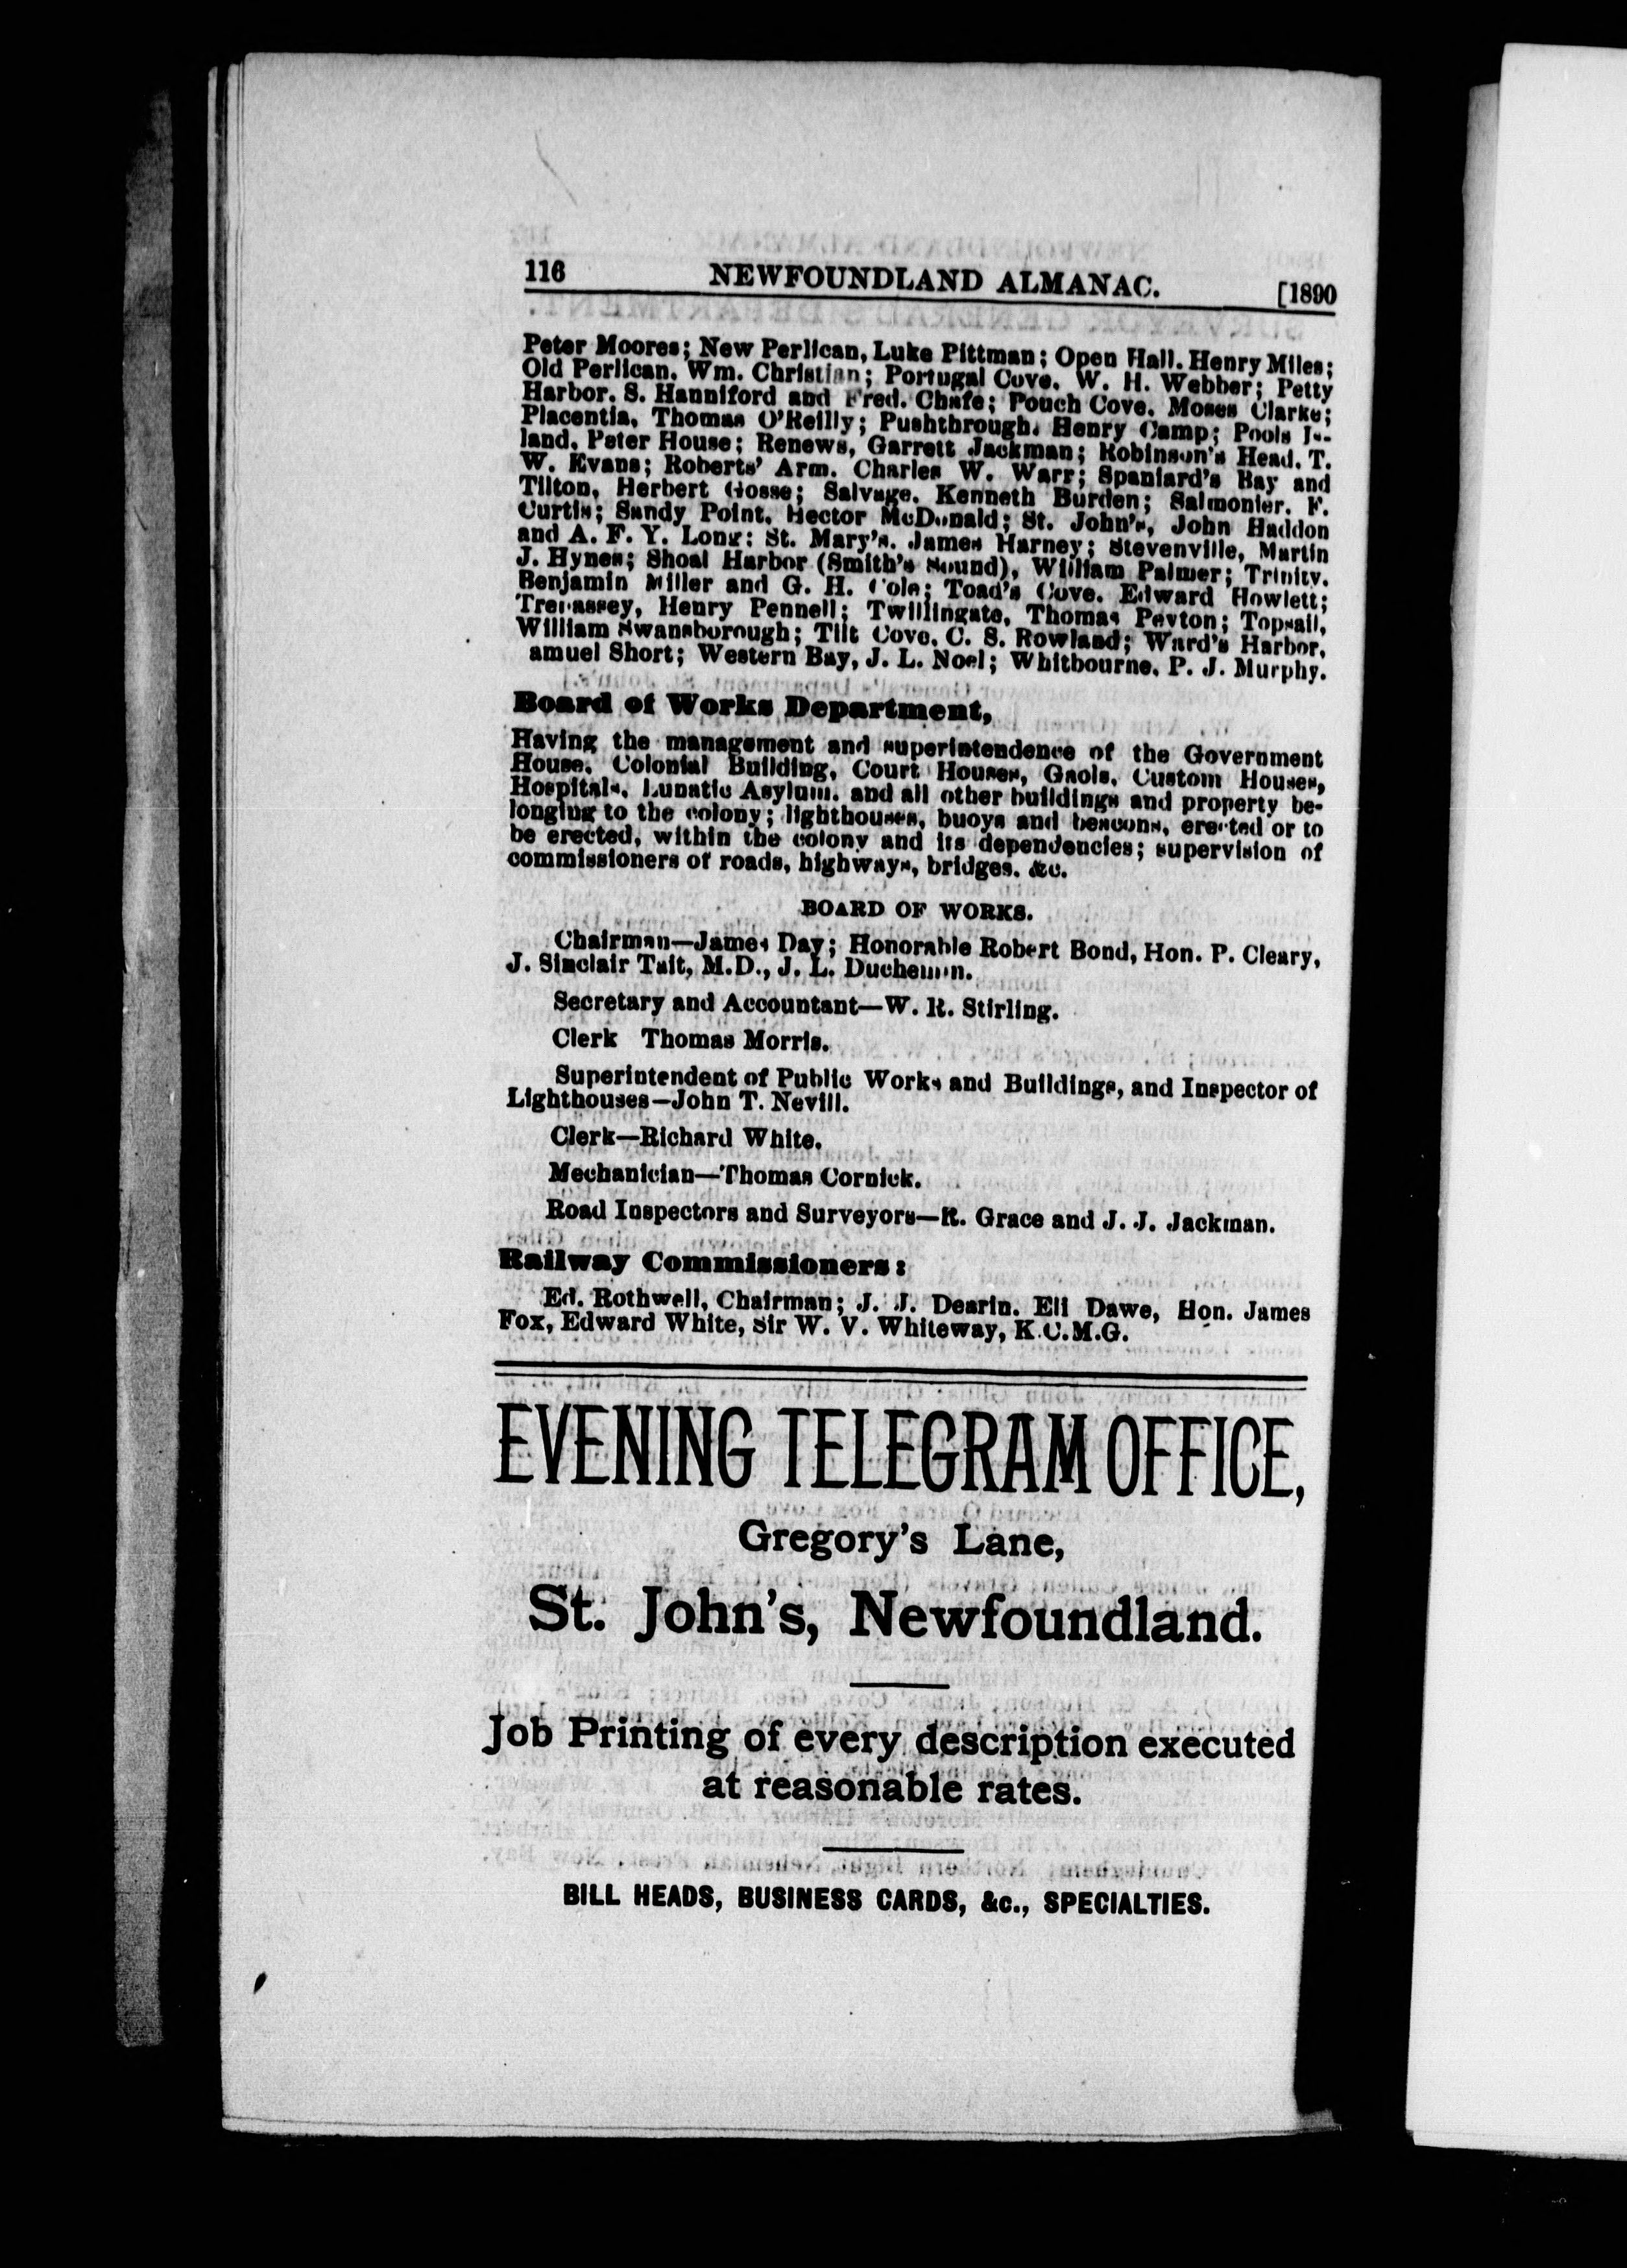 116 NEWFOUNDLAND ALMANAC. [1890
Peter Moores; New Perlican, Luke Pittman; Open Hall. Henry Miles;
Old Perlican. Wm. Christian; Portugal Cove. W. H. Webber; Petty
Harbor. S. Hanniford and Fred. Chafe; Pouch Cove. Moses Clarke;
Placentia, Thomas O'Reilly; Pushthrough. Henry Camp; Pools Is-
land. Peter House; Renews, Garrett Jackman; Robinson's Head. T.
W. Evans; Roberts' Arm. Charles W. Warr; Spaniard's Bay and
Tilton, Herbert Gosse; Salvage. Kenneth Burden; Salmonier. F.
Curtis; Sandy Point. Hector McDonald; St. John's, John Haddon
and A. F. Y. Long; St. Mary's. James Harney; Stevenville, Martin
J. Hynes; Shoal Harbor (Smith's Sound), William Palmer; Trinity.
Benjamin Miller and G. H. Cole; Toad's Cove. Edward Howlett;
Trepassey, Henry Pennell; Twillingate, Thomas Peyton; Topsail,
William Swansborough; Tilt Cove, C. S. Rowland; Ward's Harbor,
amuel Short; Western Bay, J. L. Noel; Whitbourne. P. J. Murphy.
Board of Works Department,
Having the management and superintendence of the Government
House, Colonial Building, Court Houses, Gaols, Custom Houses,
Hospitals, Lunatic Asylum, and all other buildings and property be-
longing to the colony; lighthouses, buoys and beacons, erected or to
be erected, within the colony and its dependencies; supervision of
commissioners of roads, highways, bridges. &c.
BOARD OF WORKS.
Chairman—James Day; Honorable Robert Bond, Hon. P. Cleary,
J. Sinclair Tait, M.D., J. L. Duchemin.
Secretary and Accountant—W. R. Stirling.
Clerk Thomas Morris.
Superintendent of Public Works and Buildings, and Inspector of
Lighthouses—John T. Nevill.
Clerk—Richard White.
Mechanician—Thomas Cornick.
Road Inspectors and Surveyors—R. Grace and J. J. Jackman.
Railway Commissioners:
Ed. Rothwell, Chairman; J. J. Dearin. Eli Dawe, Hon. James
Fox, Edward White, Sir W. V. Whiteway, K.C.M.G.
EVENING TELEGRAM OFFICE,
Gregory's Lane,
St. John's, Newfoundland.
Job Printing of every description executed
at reasonable rates.
BILL HEADS, BUSINESS CARDS, &c., SPECIALTIES.